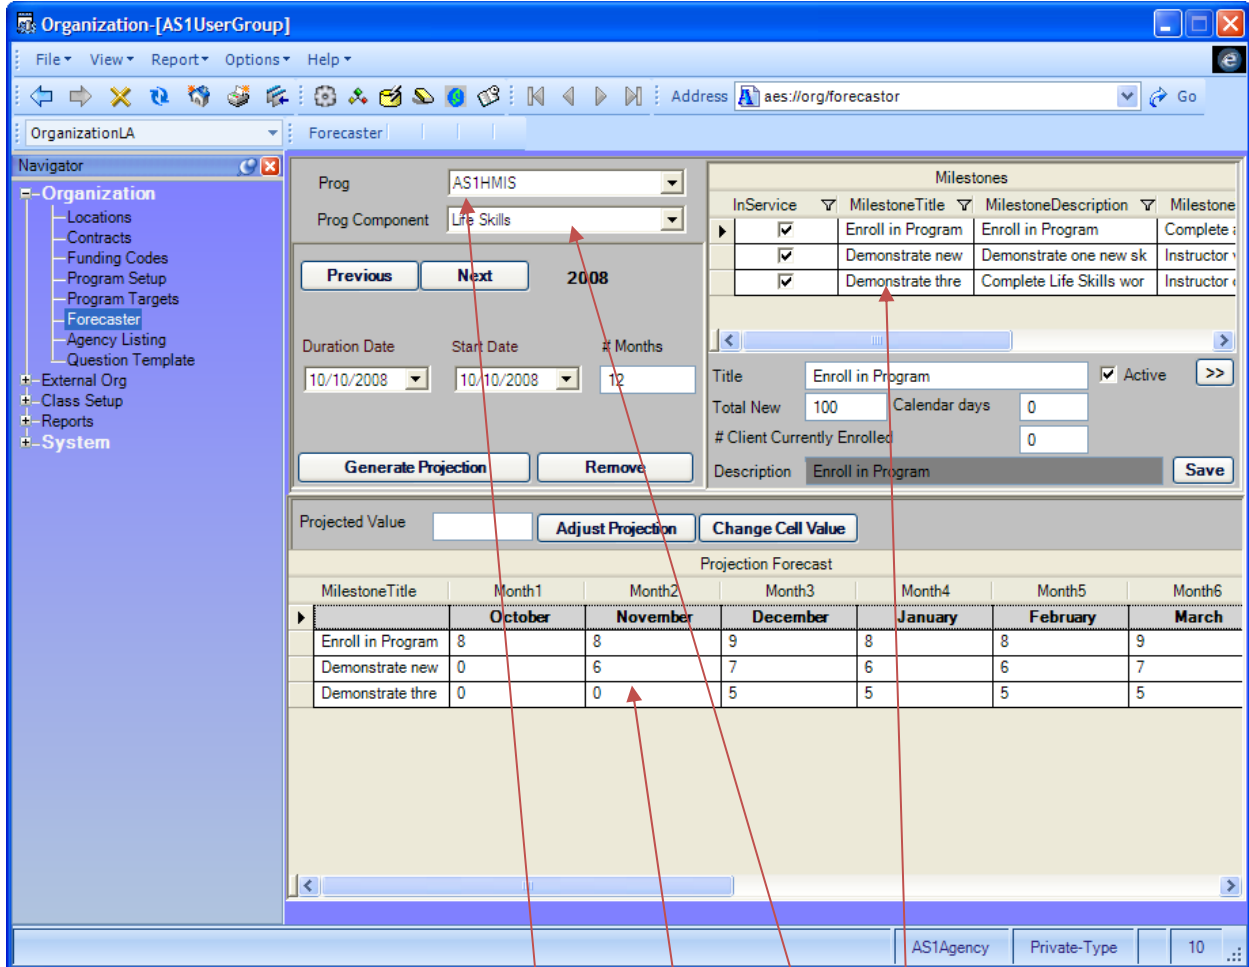 Organization-[AS1UserGroup]
File View Report Options Help
Address aes://org/forecastor Go
OrganizationLA Forecaster
Navigator
Organization
Locations
Contracts
Funding Codes
Program Setup
Program Targets
Forecaster
Agency Listing
Question Template
External Org
Class Setup
Reports
System
Prog AS1HMIS
Prog Component Life Skills
Previous Next 2008
Duration Date Start Date # Months
10/10/2008 10/10/2008 12
Generate Projection Remove
Milestones
InService MilestoneTitle MilestoneDescription Milestone
Enroll in Program Enroll in Program Complete
Demonstrate new Demonstrate one new sk Instructor
Demonstrate thre Complete Life Skills wor Instructor
Title Enroll in Program Active >>
Total New 100 Calendar days 0
# Client Currently Enrolled 0
Description Enroll in Program Save
Projected Value Adjust Projection Change Cell Value
Projection Forecast
MilestoneTitle Month1 Month2 Month3 Month4 Month5 Month6
October November December January February March
Enroll in Program 8 8 9 8 8 9
Demonstrate new 0 6 7 6 6 7
Demonstrate thre 0 0 5 5 5 5
AS1Agency Private-Type 10